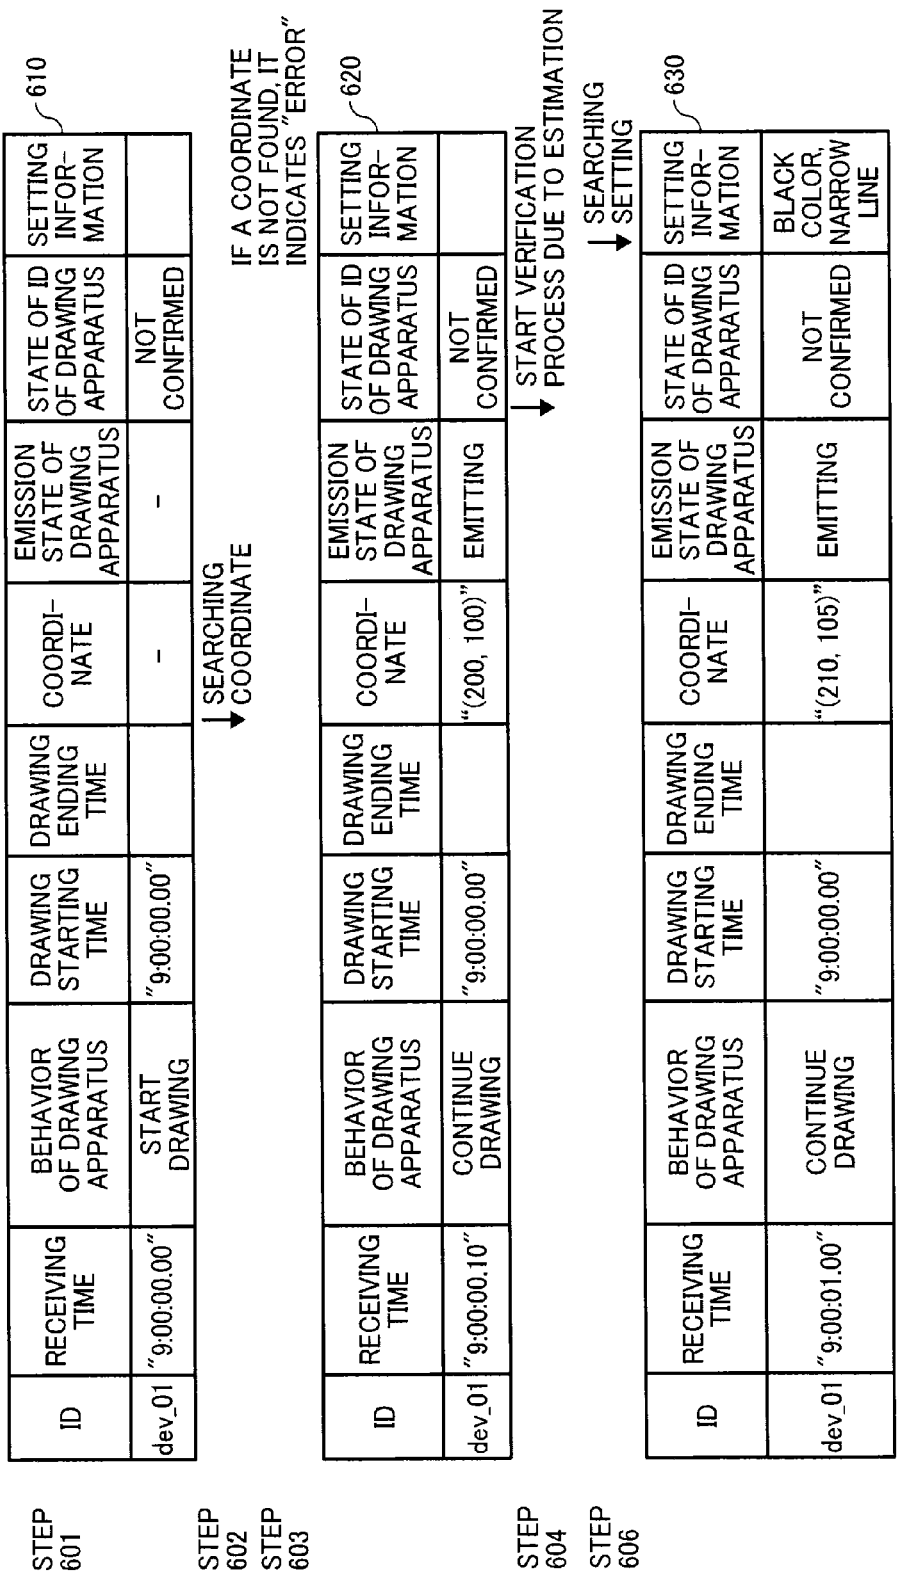 STEP
601
ID
RECEIVING
TIME
BEHAVIOR
OF DRAWING
APPARATUS
DRAWING
STARTING
TIME
DRAWING
ENDING
TIME
COORDI-
NATE
EMISSION
STATE OF
DRAWING
APPARATUS
STATE OF ID
OF DRAWING
APPARATUS
SETTING
INFOR-
MATION
610
dev_01
"9:00:00.00"
START
DRAWING
"9:00:00.00"
-
-
NOT
CONFIRMED
STEP
602
SEARCHING
COORDINATE
STEP
603
IF A COORDINATE
IS NOT FOUND, IT
INDICATES "ERROR"
ID
RECEIVING
TIME
BEHAVIOR
OF DRAWING
APPARATUS
DRAWING
STARTING
TIME
DRAWING
ENDING
TIME
COORDI-
NATE
EMISSION
STATE OF
DRAWING
APPARATUS
STATE OF ID
OF DRAWING
APPARATUS
SETTING
INFOR-
MATION
620
dev_01
"9:00:00.10"
CONTINUE
DRAWING
"9:00:00.00"
“(200, 100)”
EMITTING
NOT
CONFIRMED
STEP
604
START VERIFICATION
PROCESS DUE TO ESTIMATION
STEP
606
SEARCHING
SETTING
ID
RECEIVING
TIME
BEHAVIOR
OF DRAWING
APPARATUS
DRAWING
STARTING
TIME
DRAWING
ENDING
TIME
COORDI-
NATE
EMISSION
STATE OF
DRAWING
APPARATUS
STATE OF ID
OF DRAWING
APPARATUS
SETTING
INFOR-
MATION
630
dev_01
"9:00:01.00"
CONTINUE
DRAWING
"9:00:00.00"
“(210, 105)”
EMITTING
NOT
CONFIRMED
BLACK
COLOR,
NARROW
LINE